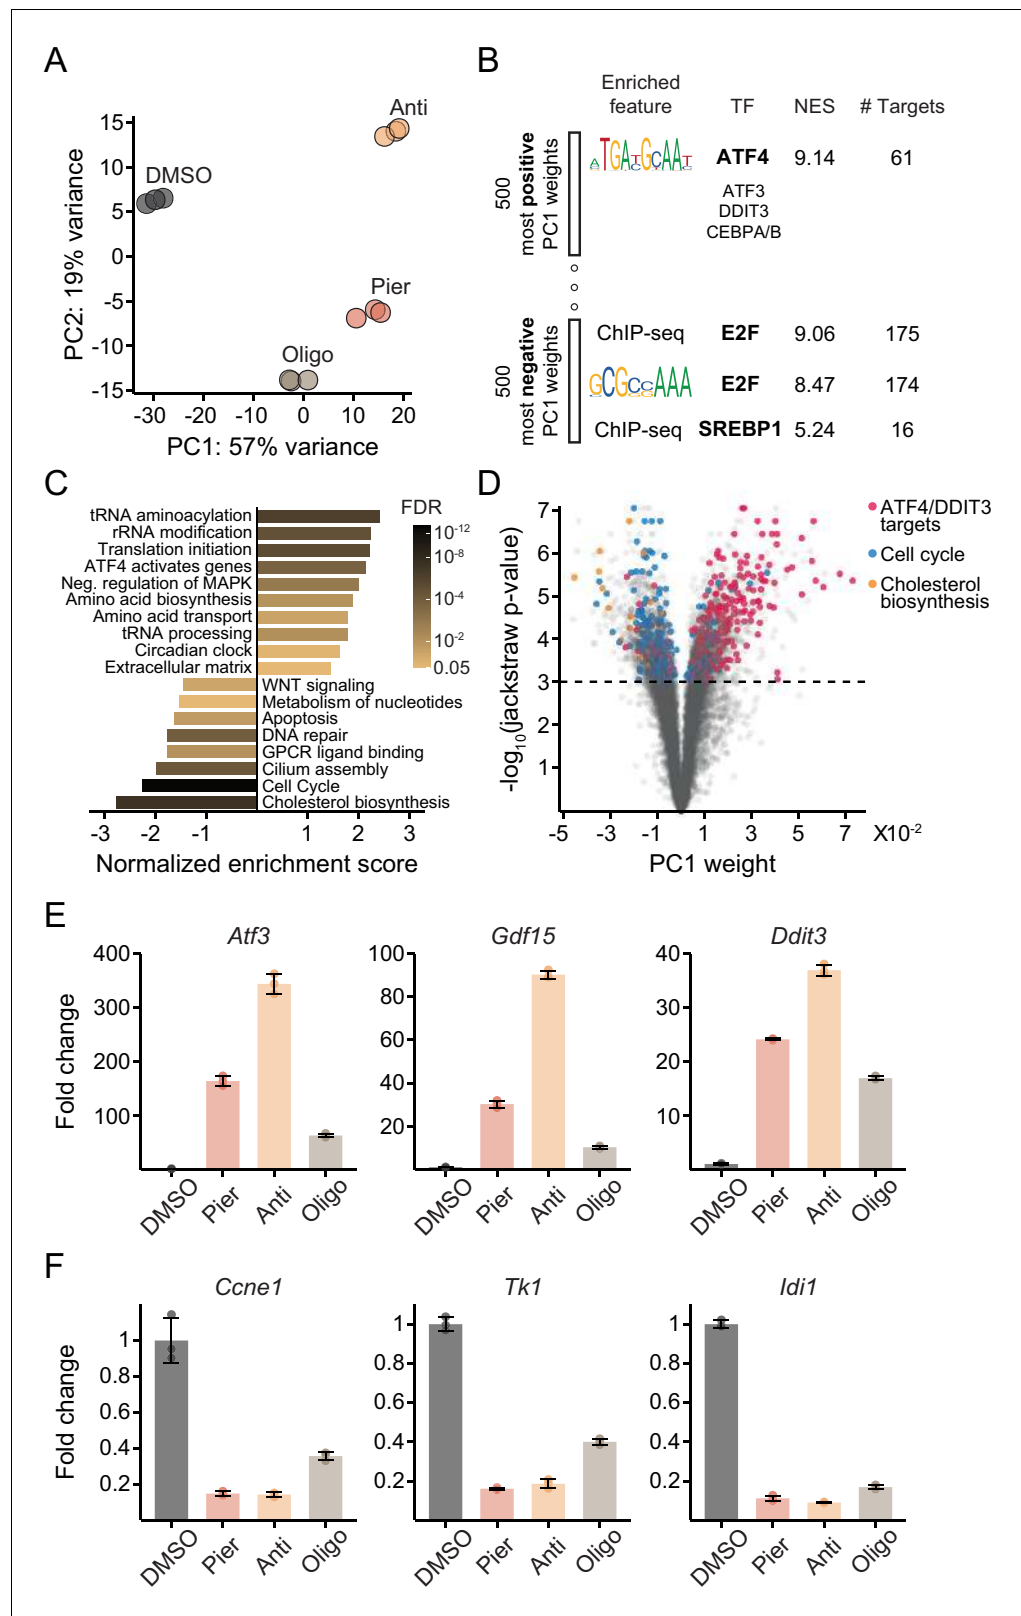 A
Anti
DMSO
Pier
Oligo
15
10
5
0
-5
-10
-15
PC2: 19% variance
-30 -20 -10 0 10 20
PC1: 57% variance
B
Enriched feature TF NES # Targets
500 most positive PC1 weights
ATGATGCAAT ATF4 9.14 61
ATF3
DDIT3
CEBPA/B
500 most negative PC1 weights
ChIP-seq E2F 9.06 175
GCGCCAAA E2F 8.47 174
ChIP-seq SREBP1 5.24 16
C
tRNA aminoacylation
rRNA modification
Translation initiation
ATF4 activates genes
Neg. regulation of MAPK
Amino acid biosynthesis
Amino acid transport
tRNA processing
Circadian clock
Extracellular matrix
WNT signaling
Metabolism of nucleotides
Apoptosis
DNA repair
GPCR ligand binding
Cilium assembly
Cell Cycle
Cholesterol biosynthesis
FDR
10-12
10-8
10-4
10-2
0.05
-3 -2 -1 1 2 3
Normalized enrichment score
D
7
6
5
4
3
2
1
-log10(jackstraw p-value)
-5 -3 -1 1 3 5 7 X10-2
PC1 weight
ATF4/DDIT3 targets
Cell cycle
Cholesterol biosynthesis
E
Atf3
400
300
200
100
Fold change
DMSO Pier Anti Oligo
Gdf15
100
80
60
40
20
DMSO Pier Anti Oligo
Ddit3
40
30
20
10
DMSO Pier Anti Oligo
F
Ccne1
1
0.8
0.6
0.4
0.2
Fold change
DMSO Pier Anti Oligo
Tk1
1
0.8
0.6
0.4
0.2
DMSO Pier Anti Oligo
Idi1
1
0.8
0.6
0.4
0.2
DMSO Pier Anti Oligo